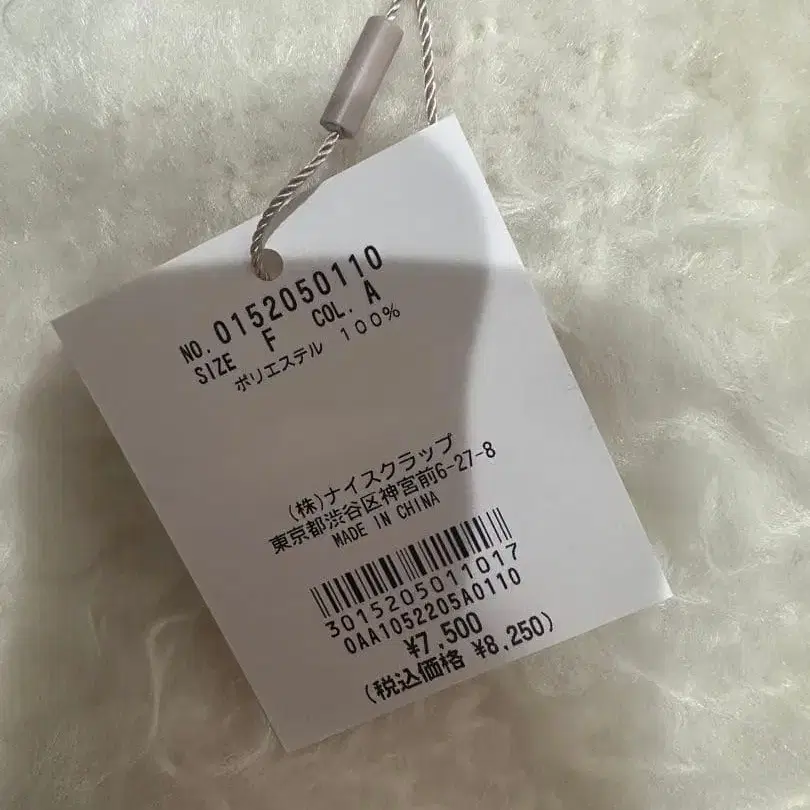 NO. 0152050110
SIZE F COL. A
ポリエステル 100%
(株)ナイスクラップ
東京都渋谷区神宮前6-27-8
MADE IN CHINA
3015205011017
0AA1052205A0110
¥7,500
(税込価格 ¥8,250)